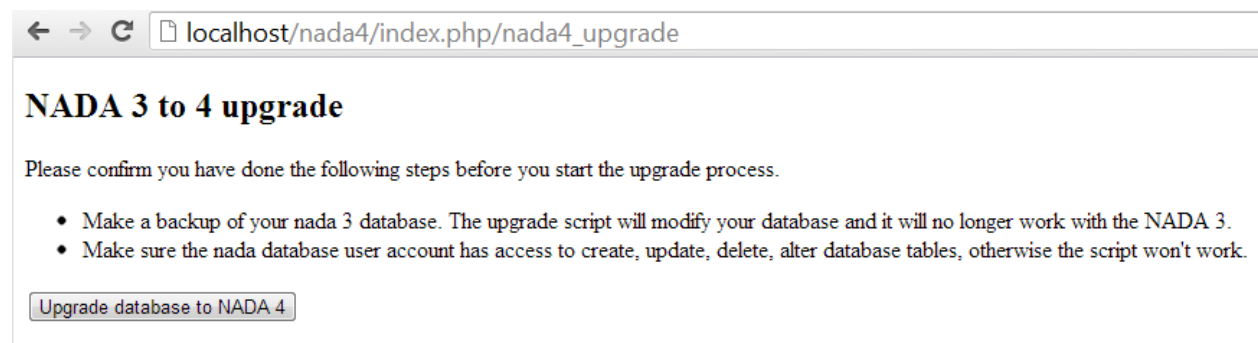 localhost/nada4/index.php/nada4_upgrade
NADA 3 to 4 upgrade
Please confirm you have done the following steps before you start the upgrade process.
Make a backup of your nada 3 database. The upgrade script will modify your database and it will no longer work with the NADA 3.
Make sure the nada database user account has access to create, update, delete, alter database tables, otherwise the script won't work.
Upgrade database to NADA 4